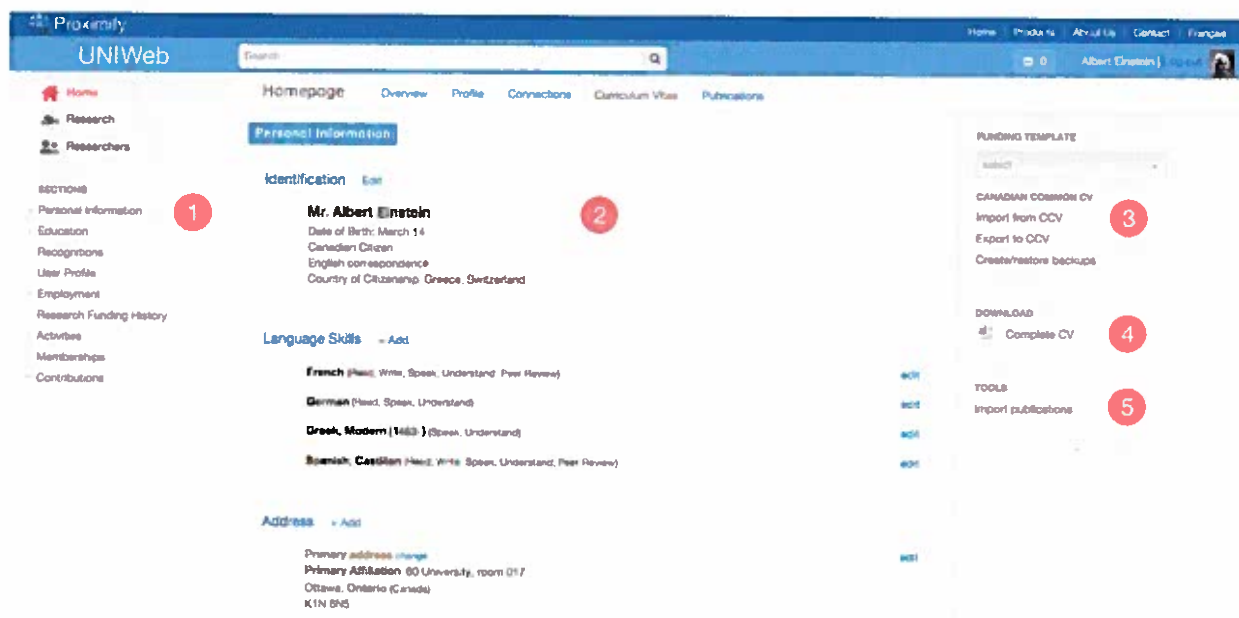 Proximify
Home Products About Us Contact Français
UNIWeb
Search
0 Albert Einstein | Log out
Home
Research
Researchers
SECTIONS
Personal Information
Education
Recognitions
User Profile
Employment
Research Funding History
Activities
Memberships
Contributions
1
Homepage Overview Profile Connections Curriculum Vitae Publications
Personal Information
Identification Edit
Mr. Albert Einstein
Date of Birth: March 14
Canadian Citizen
English correspondence
Country of Citizenship: Greece, Switzerland
2
Language Skills + Add
French (Read, Write, Speak, Understand, Peer Review) edit
German (Read, Speak, Understand) edit
Greek, Modern (1453-) (Speak, Understand) edit
Spanish; Castilian (Read, Write, Speak, Understand, Peer Review) edit
Address + Add
Primary address change edit
Primary Affiliation 60 University, room 017
Ottawa, Ontario (Canada)
K1N 6N5
FUNDING TEMPLATE
select
CANADIAN COMMON CV
Import from CCV
Export to CCV
Create/restore backups
3
DOWNLOAD
Complete CV
4
TOOLS
Import publications
5